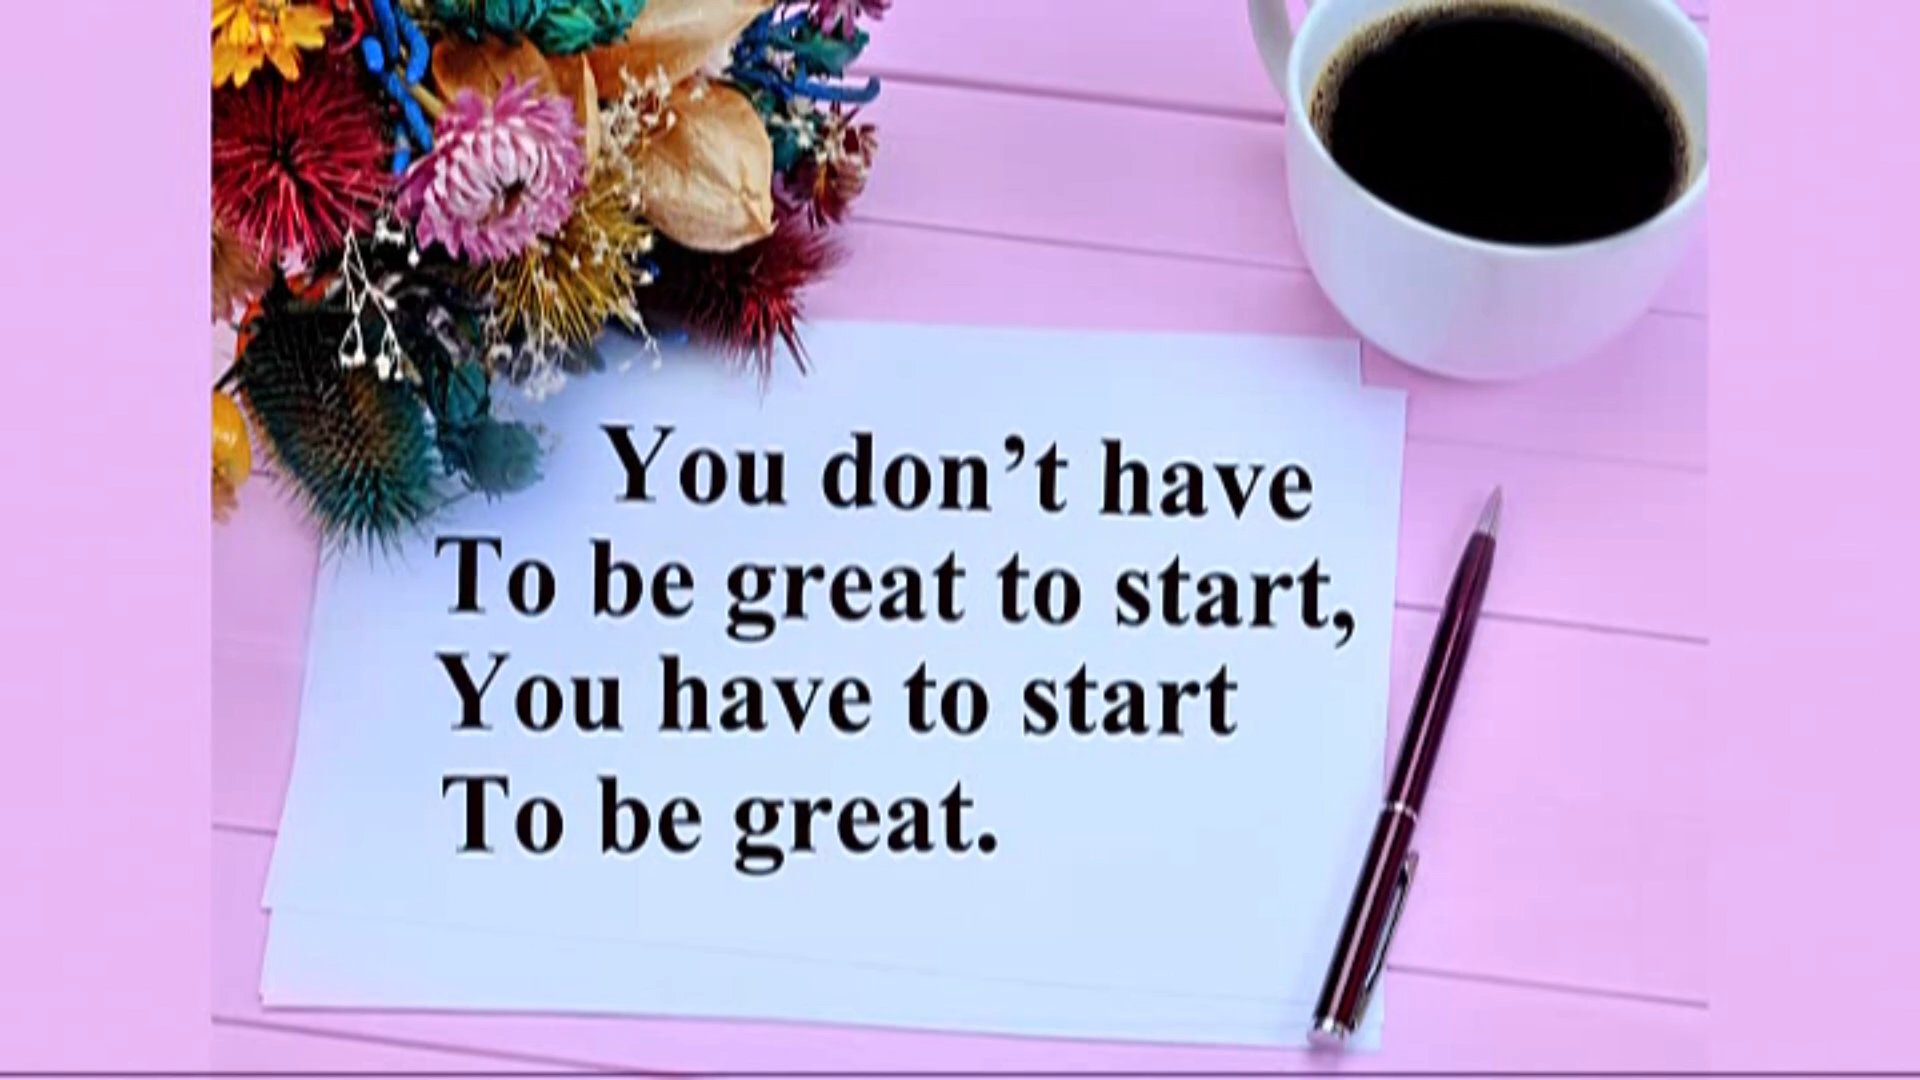 You don’t have
To be great to start,
You have to start
To be great.